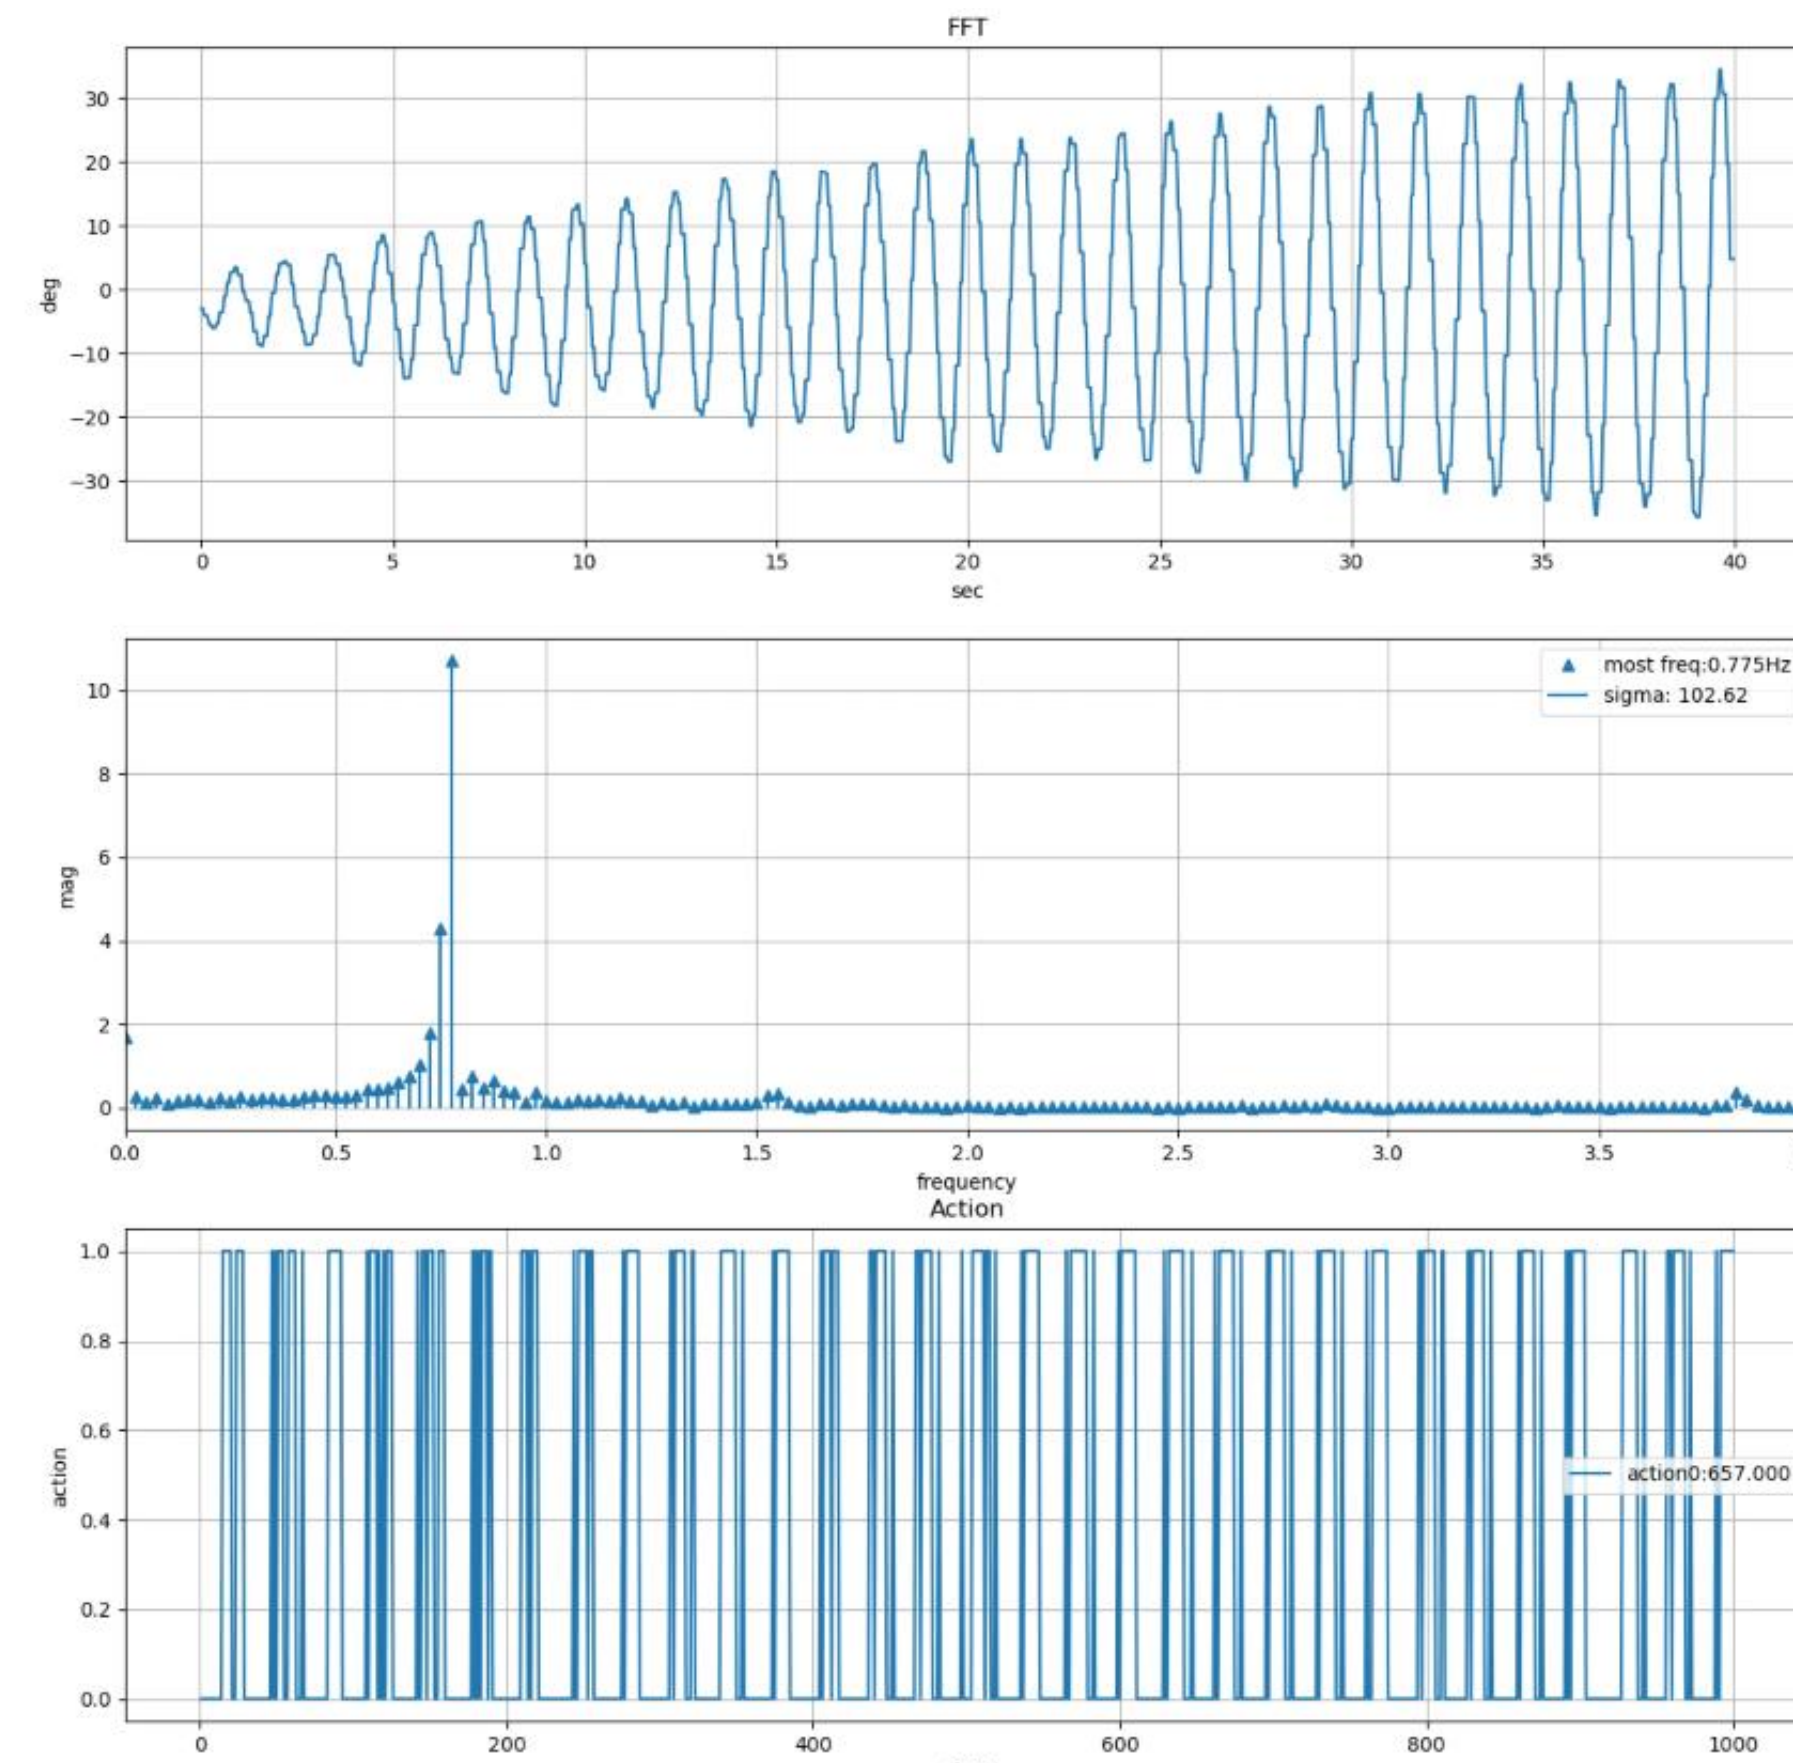 FFT
30
20
10
0
−10
−20
−30
deg
0 5 10 15 20 25 30 35 40
sec
most freq:0.775Hz
sigma: 102.62
10
8
6
4
2
0
mag
0.0 0.5 1.0 1.5 2.0 2.5 3.0 3.5
frequency
Action
1.0
0.8
0.6
0.4
0.2
0.0
action
action0:657.000
0 200 400 600 800 1000